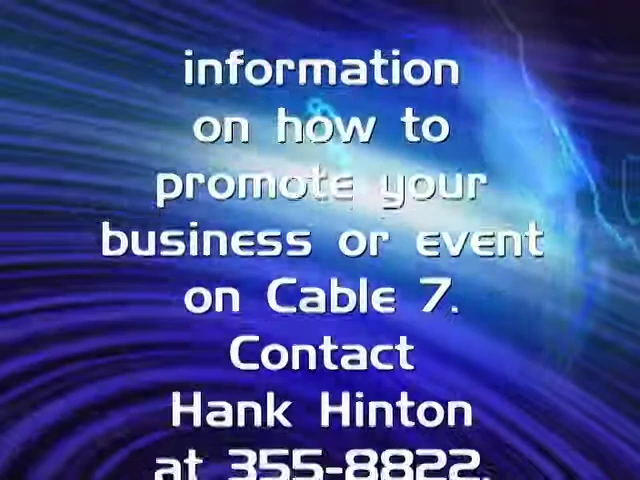 information
on how to
promote your
business or event
on Cable 7.
Contact
Hank Hinton
at 355-8822.